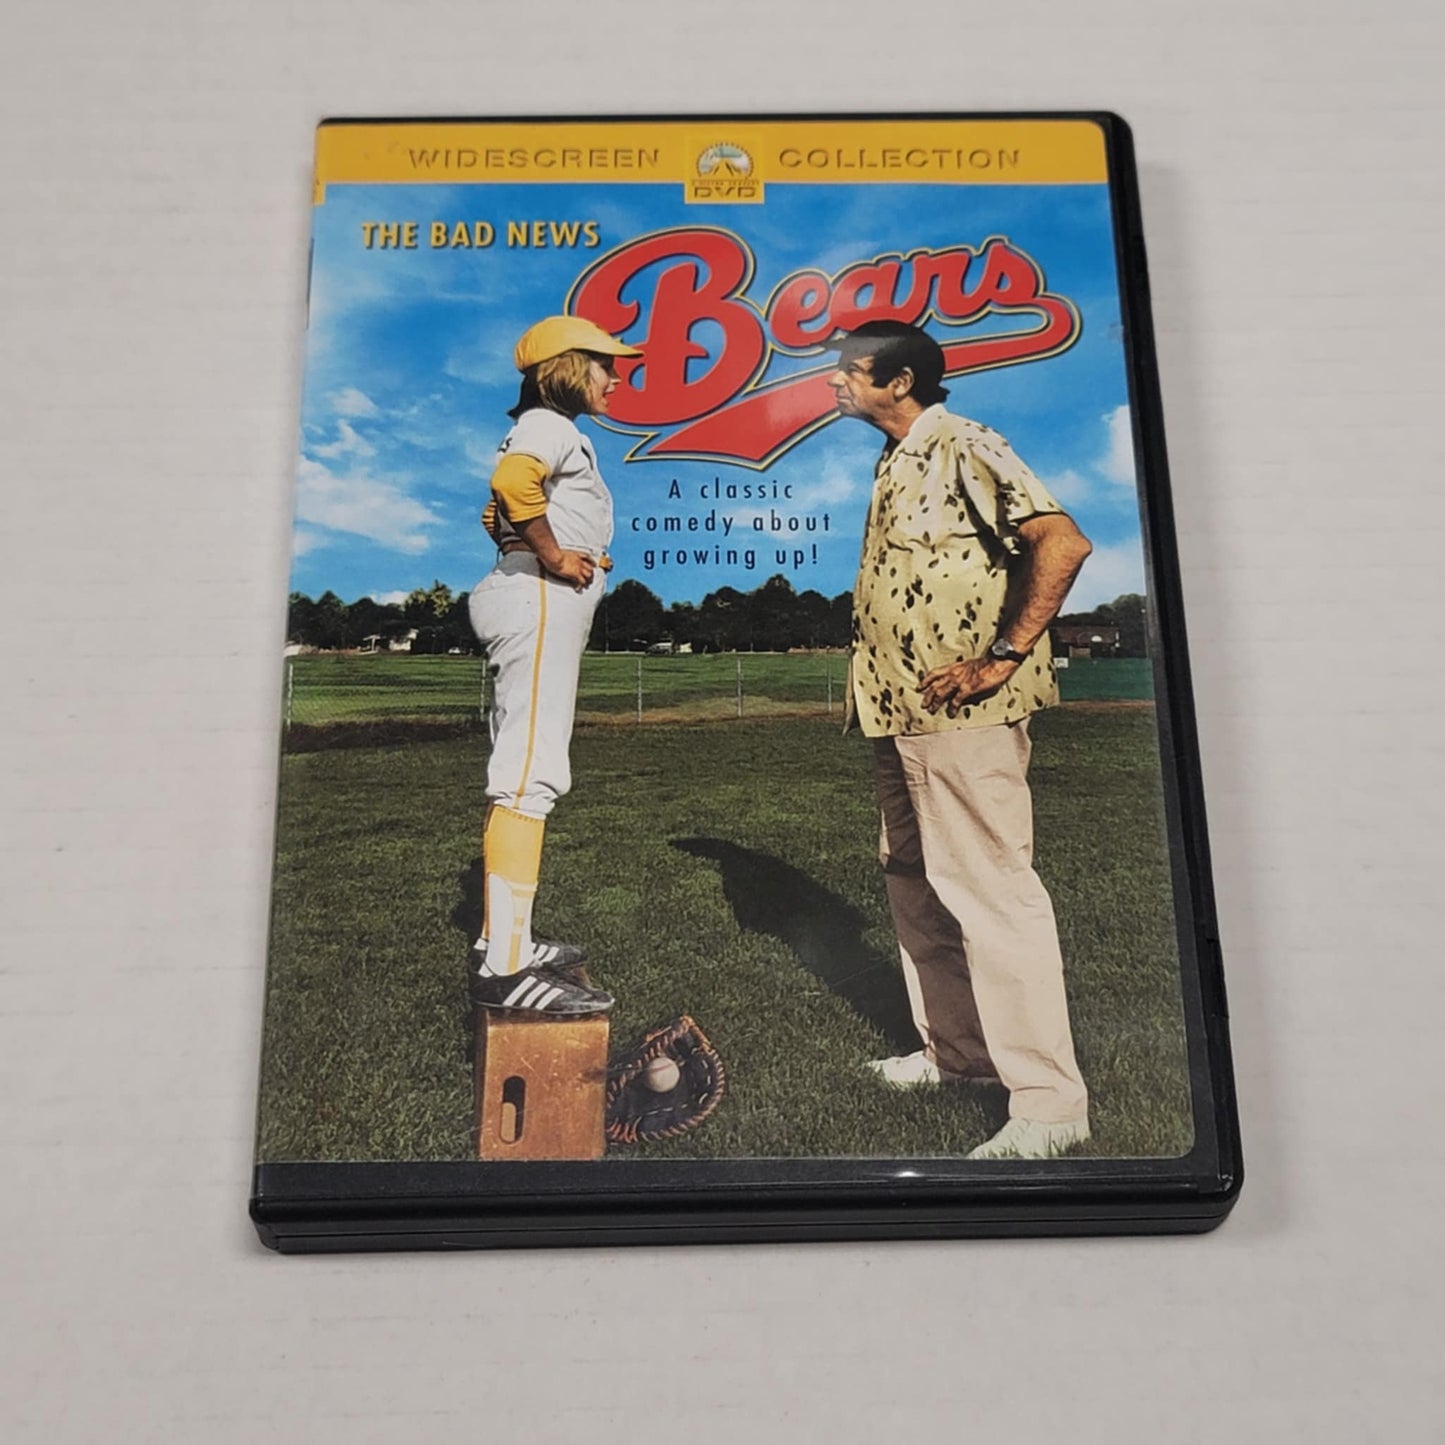 WIDESCREEN COLLECTION
DVD
THE BAD NEWS
Bears
A classic
comedy about
growing up!